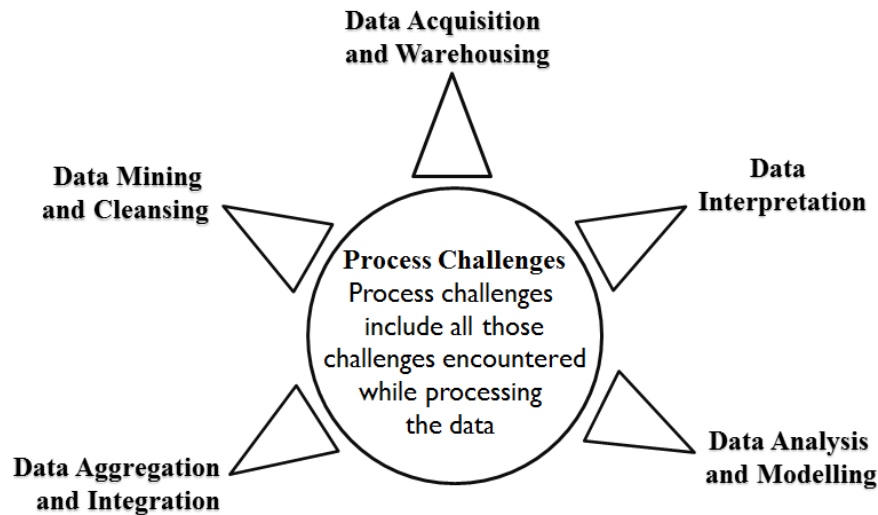 Data Acquisition
and Warehousing
Data Mining
and Cleansing
Data
Interpretation
Process Challenges
Process challenges
include all those
challenges encountered
while processing
the data
Data Aggregation
and Integration
Data Analysis
and Modelling